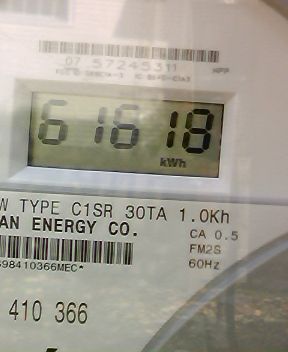 07 57245311
61618
kWh
W TYPE C1SR 30TA 1.0Kh
AN ENERGY CO.
CA 0.5
FM2S
60Hz
98410366MEC*
410 366